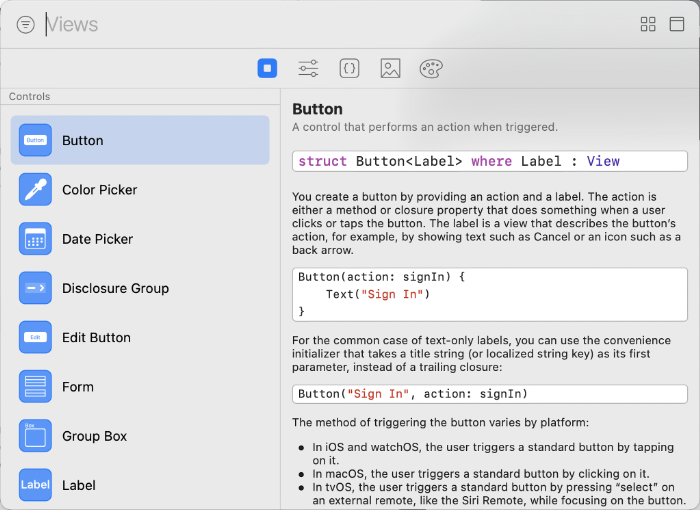 Views
Controls
Button
Button
Color Picker
Date Picker
Disclosure Group
Edit
Edit Button
Form
Box
Group Box
Label
Label
Button
A control that performs an action when triggered.
struct Button<Label> where Label : View
You create a button by providing an action and a label. The action is
either a method or closure property that does something when a user
clicks or taps the button. The label is a view that describes the button's
action, for example, by showing text such as Cancel or an icon such as a
back arrow.
Button(action: signIn) {
    Text("Sign In")
}
For the common case of text-only labels, you can use the convenience
initializer that takes a title string (or localized string key) as its first
parameter, instead of a trailing closure:
Button("Sign In", action: signIn)
The method of triggering the button varies by platform:
• In iOS and watchOS, the user triggers a standard button by tapping
on it.
• In macOS, the user triggers a standard button by clicking on it.
• In tvOS, the user triggers a standard button by pressing “select” on
an external remote, like the Siri Remote, while focusing on the button.